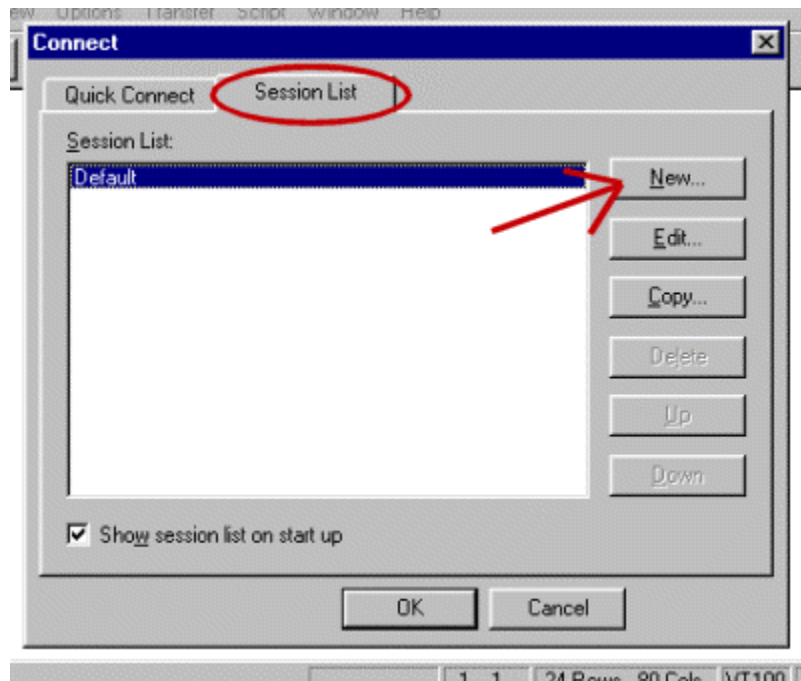 ew Options Transfer Script Window Help
Connect
Quick Connect
Session List
Session List:
Default
New...
Edit...
Copy...
Delete
Up
Down
Show session list on start up
OK
Cancel
1, 1 24 Rows, 80 Cols VT100